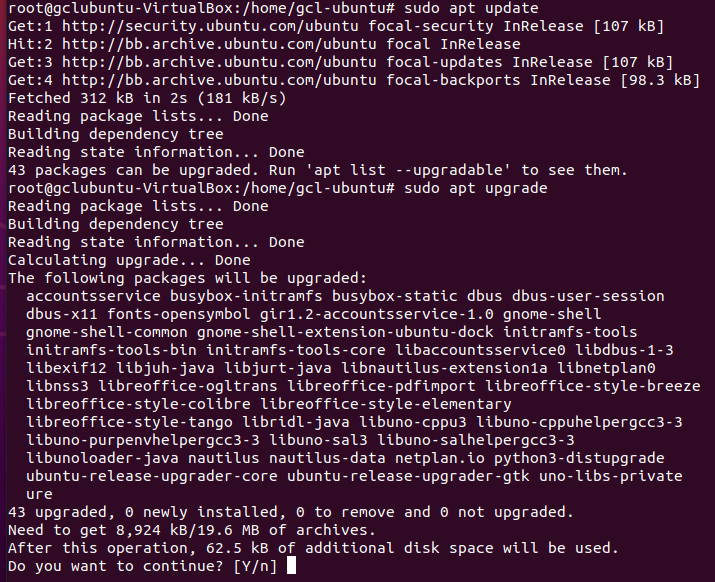 root@gclubuntu-VirtualBox:/home/gcl-ubuntu# sudo apt update
Get:1 http://security.ubuntu.com/ubuntu focal-security InRelease [107 kB]
Hit:2 http://bb.archive.ubuntu.com/ubuntu focal InRelease
Get:3 http://bb.archive.ubuntu.com/ubuntu focal-updates InRelease [107 kB]
Get:4 http://bb.archive.ubuntu.com/ubuntu focal-backports InRelease [98.3 kB]
Fetched 312 kB in 2s (181 kB/s)
Reading package lists... Done
Building dependency tree
Reading state information... Done
43 packages can be upgraded. Run 'apt list --upgradable' to see them.
root@gclubuntu-VirtualBox:/home/gcl-ubuntu# sudo apt upgrade
Reading package lists... Done
Building dependency tree
Reading state information... Done
Calculating upgrade... Done
The following packages will be upgraded:
  accountsservice busybox-initramfs busybox-static dbus dbus-user-session
  dbus-x11 fonts-opensymbol gir1.2-accountsservice-1.0 gnome-shell
  gnome-shell-common gnome-shell-extension-ubuntu-dock initramfs-tools
  initramfs-tools-bin initramfs-tools-core libaccountsservice0 libdbus-1-3
  libexif12 libjuh-java libjurt-java libnautilus-extension1a libnetplan0
  libnss3 libreoffice-ogltrans libreoffice-pdfimport libreoffice-style-breeze
  libreoffice-style-colibre libreoffice-style-elementary
  libreoffice-style-tango libridl-java libuno-cppu3 libuno-cppuhelpergcc3-3
  libuno-purpenvhelpergcc3-3 libuno-sal3 libuno-salhelpergcc3-3
  libunoloader-java nautilus nautilus-data netplan.io python3-distupgrade
  ubuntu-release-upgrader-core ubuntu-release-upgrader-gtk uno-libs-private
  ure
43 upgraded, 0 newly installed, 0 to remove and 0 not upgraded.
Need to get 8,924 kB/19.6 MB of archives.
After this operation, 62.5 kB of additional disk space will be used.
Do you want to continue? [Y/n]